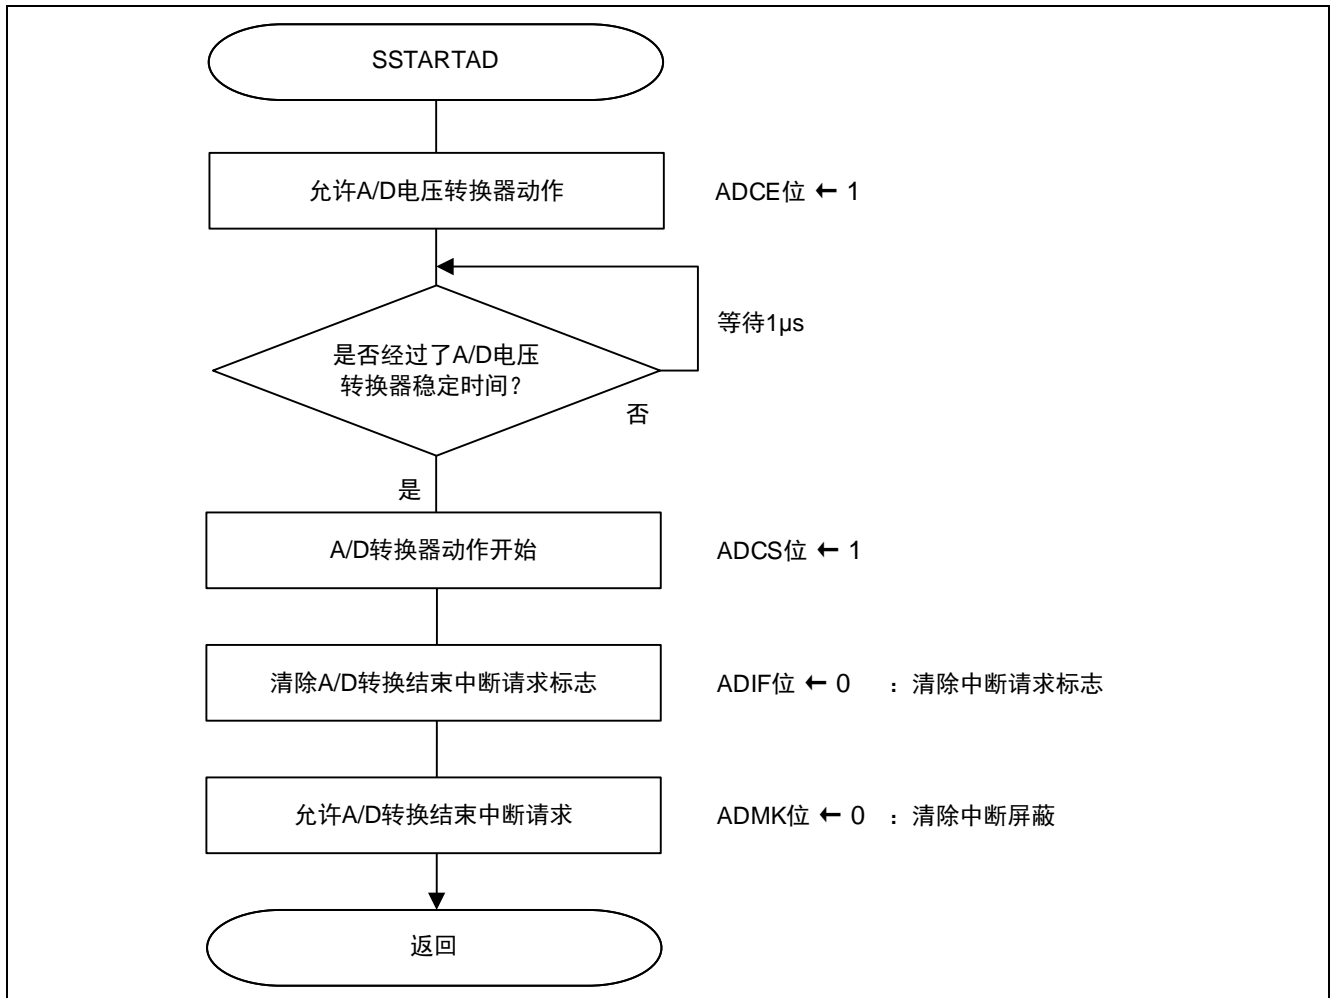 SSTARTAD
允许A/D电压转换器动作
ADCE位 ← 1
等待1μs
是否经过了A/D电压
转换器稳定时间?
否
是
A/D转换器动作开始
ADCS位 ← 1
清除A/D转换结束中断请求标志
ADIF位 ← 0 :清除中断请求标志
允许A/D转换结束中断请求
ADMK位 ← 0 :清除中断屏蔽
返回